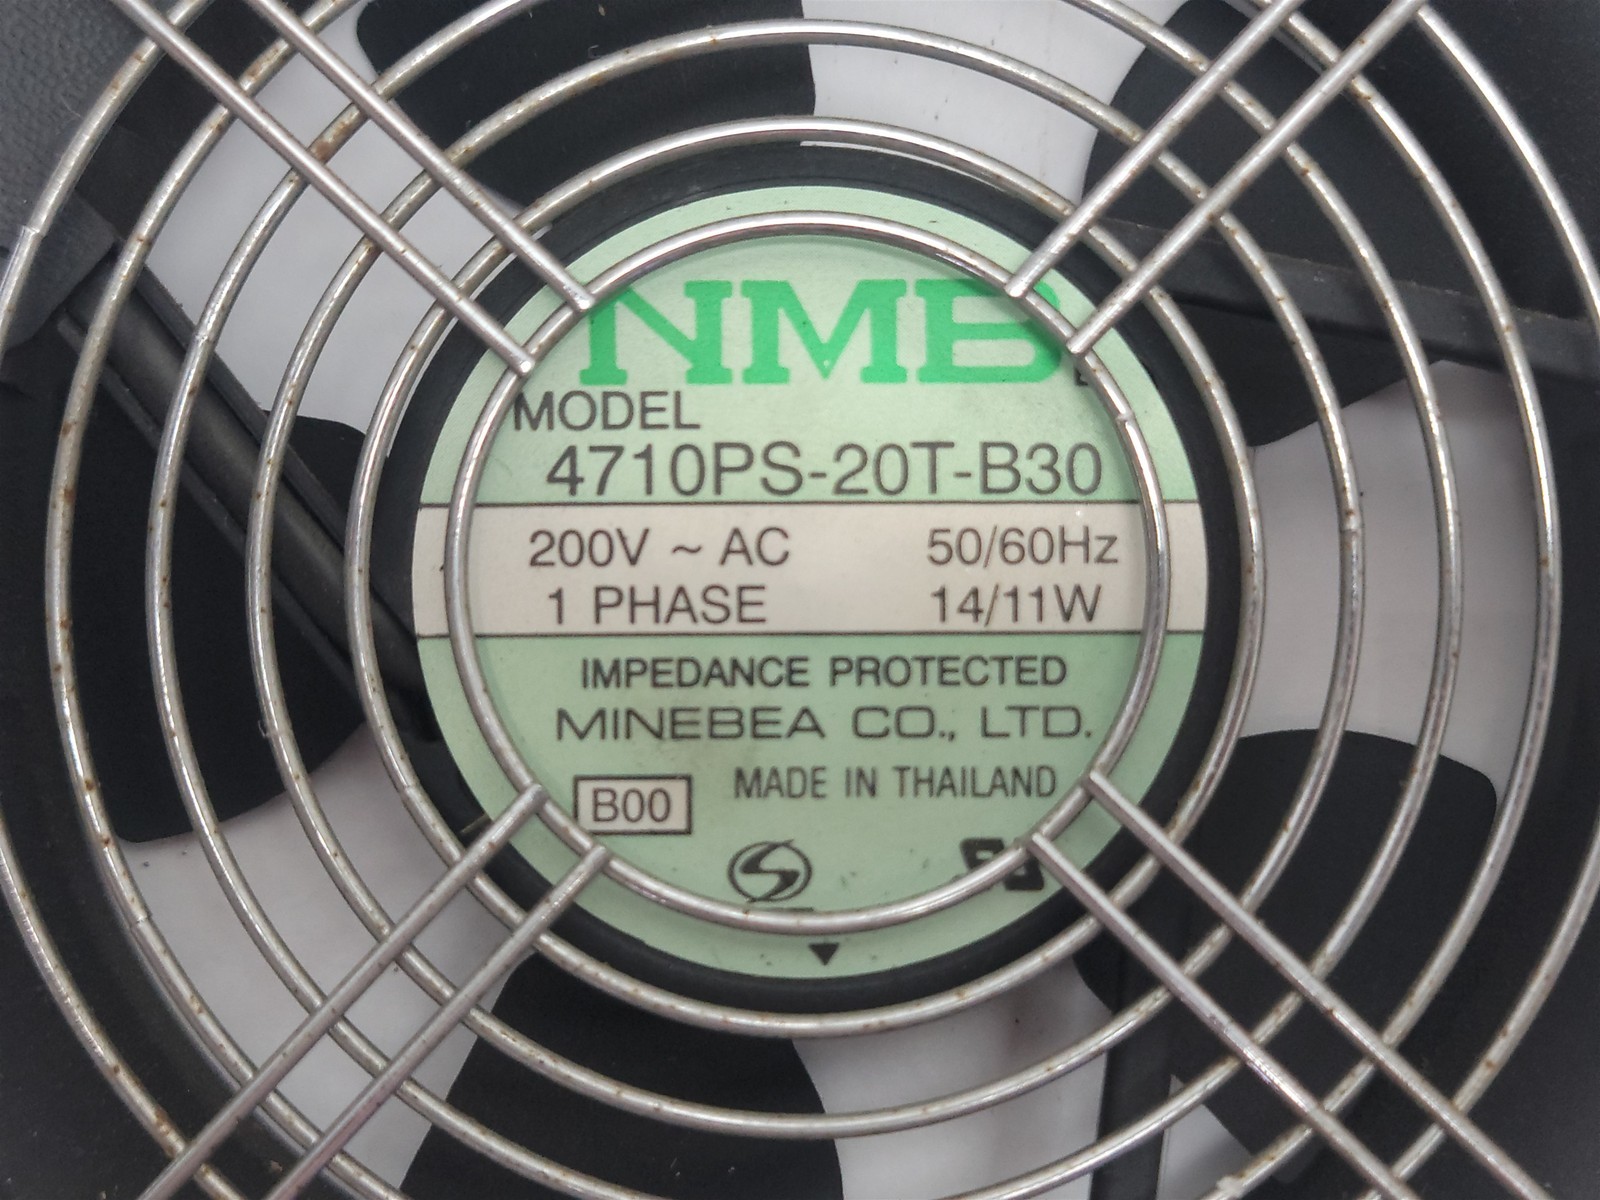 NMB
MODEL
4710PS-20T-B30
200V ~ AC 50/60Hz
1 PHASE 14/11W
IMPEDANCE PROTECTED
MINEBEA CO., LTD.
B00 MADE IN THAILAND